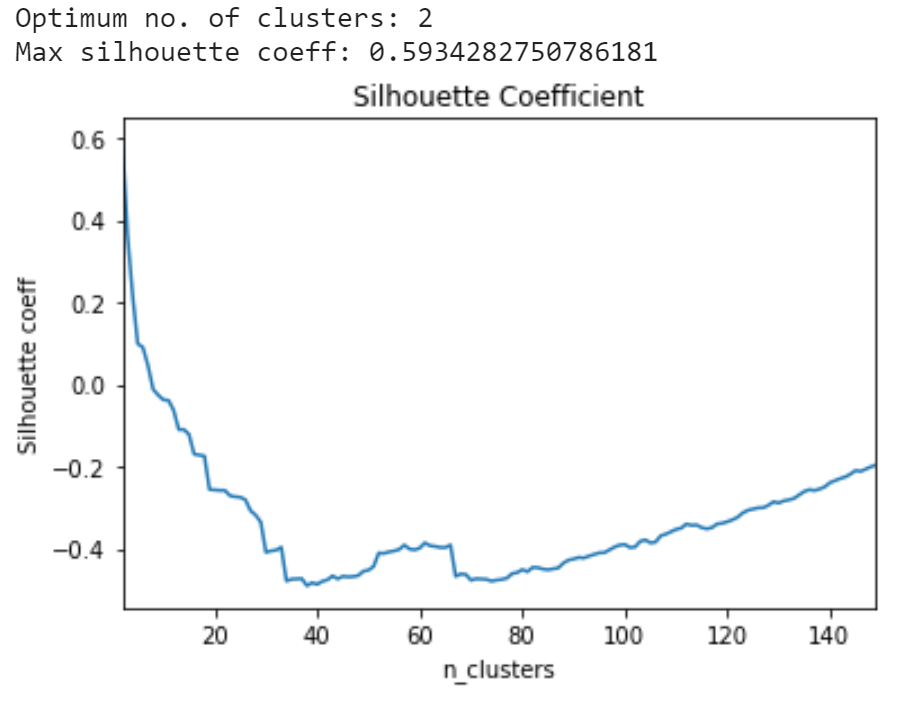 Optimum no. of clusters: 2
Max silhouette coeff: 0.5934282750786181
Silhouette Coefficient
0.6
0.4
0.2
0.0
−0.2
−0.4
Silhouette coeff
20 40 60 80 100 120 140
n_clusters